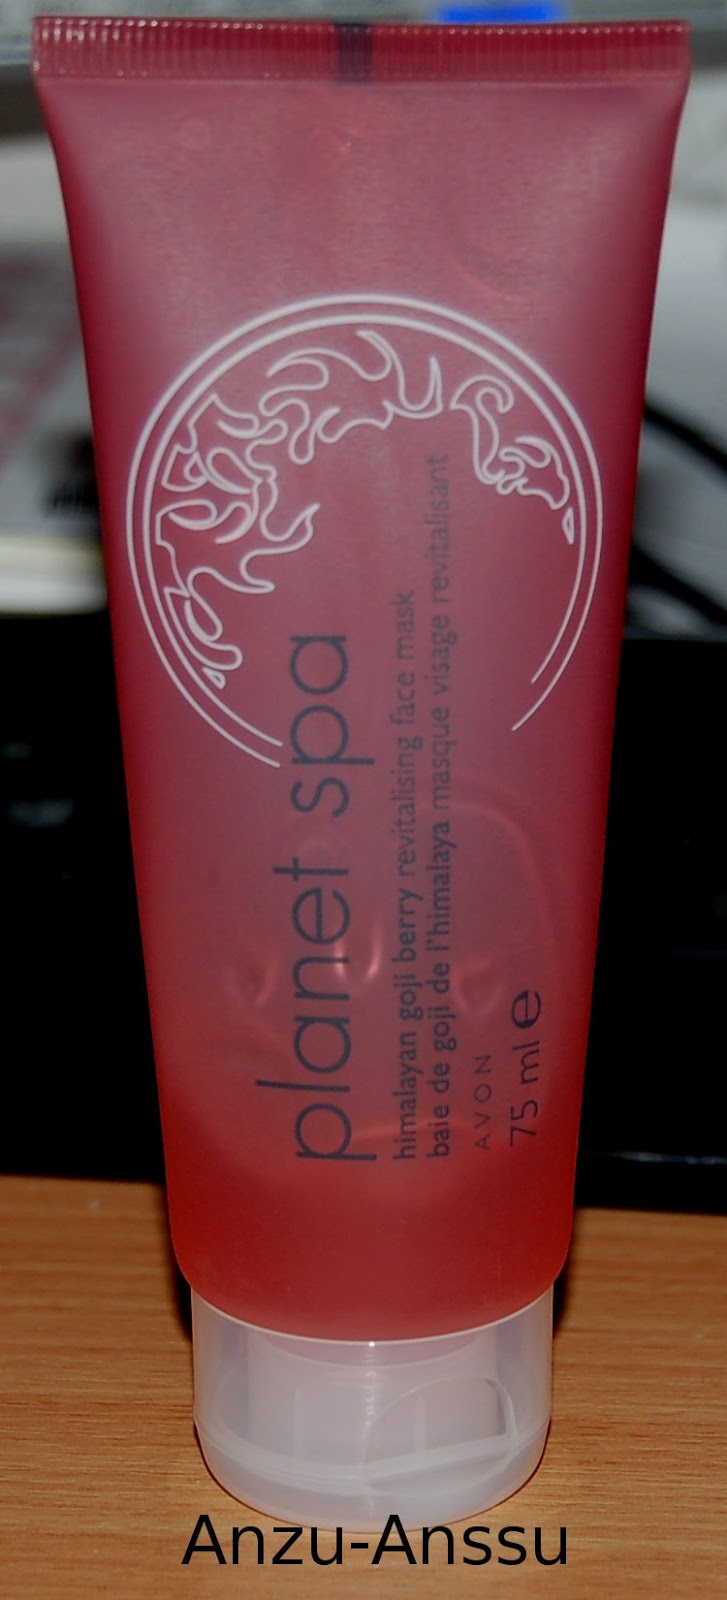 planet spa
himalayan goji berry revitalising face mask
baie de goji de l'himalaya masque visage revitalisant
AVON
75 ml e
Anzu-Anssu